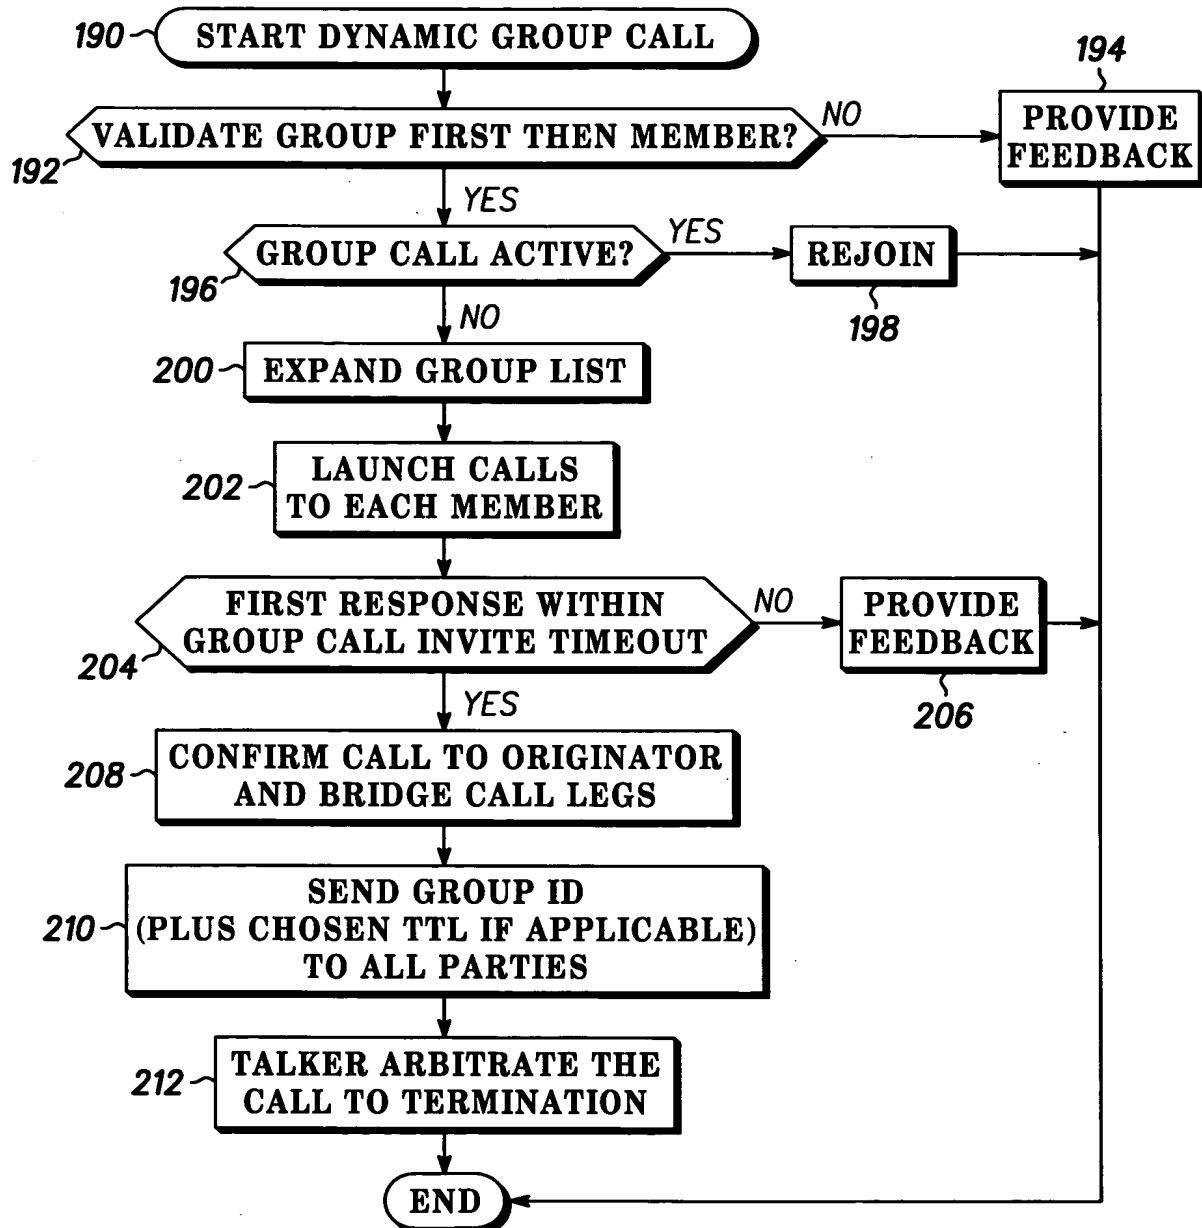 190
START DYNAMIC GROUP CALL
194
VALIDATE GROUP FIRST THEN MEMBER?
NO
PROVIDE
FEEDBACK
192
YES
GROUP CALL ACTIVE?
YES
REJOIN
196
198
NO
200
EXPAND GROUP LIST
202
LAUNCH CALLS
TO EACH MEMBER
FIRST RESPONSE WITHIN
GROUP CALL INVITE TIMEOUT
NO
PROVIDE
FEEDBACK
204
206
YES
208
CONFIRM CALL TO ORIGINATOR
AND BRIDGE CALL LEGS
210
SEND GROUP ID
(PLUS CHOSEN TTL IF APPLICABLE)
TO ALL PARTIES
212
TALKER ARBITRATE THE
CALL TO TERMINATION
END